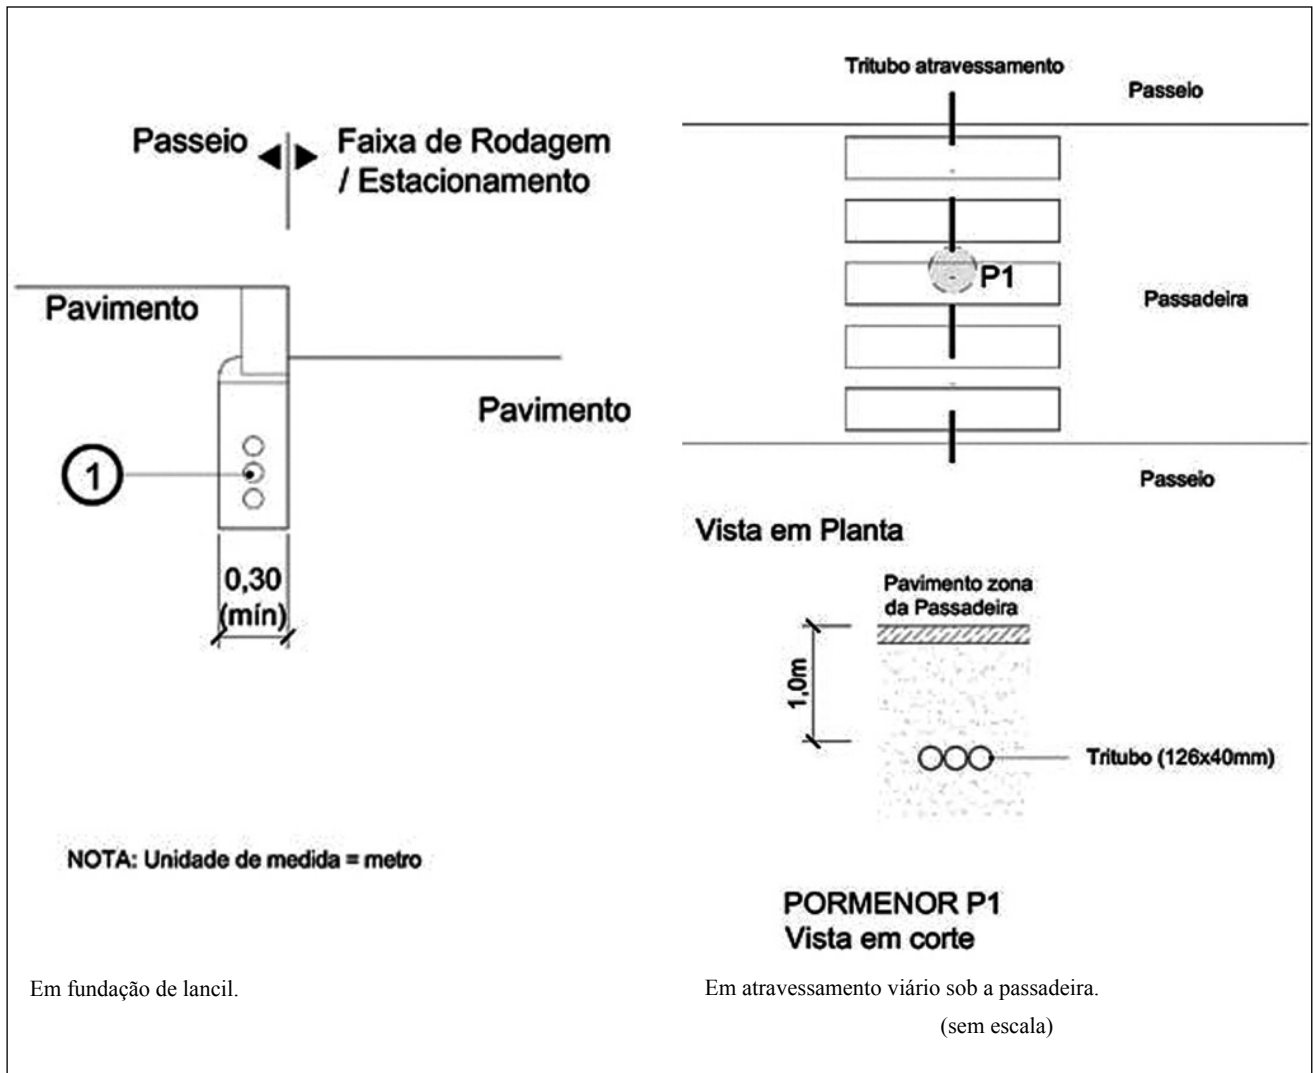 Passeio
Faixa de Rodagem
/ Estacionamento
Pavimento
Pavimento
1
0,30
(mín)
NOTA: Unidade de medida = metro
Em fundação de lancil.
Tritubo atravessamento
Passeio
P1
Passadeira
Passeio
Vista em Planta
Pavimento zona
da Passadeira
1,0m
Tritubo (126x40mm)
PORMENOR P1
Vista em corte
Em atravessamento viário sob a passadeira.
(sem escala)